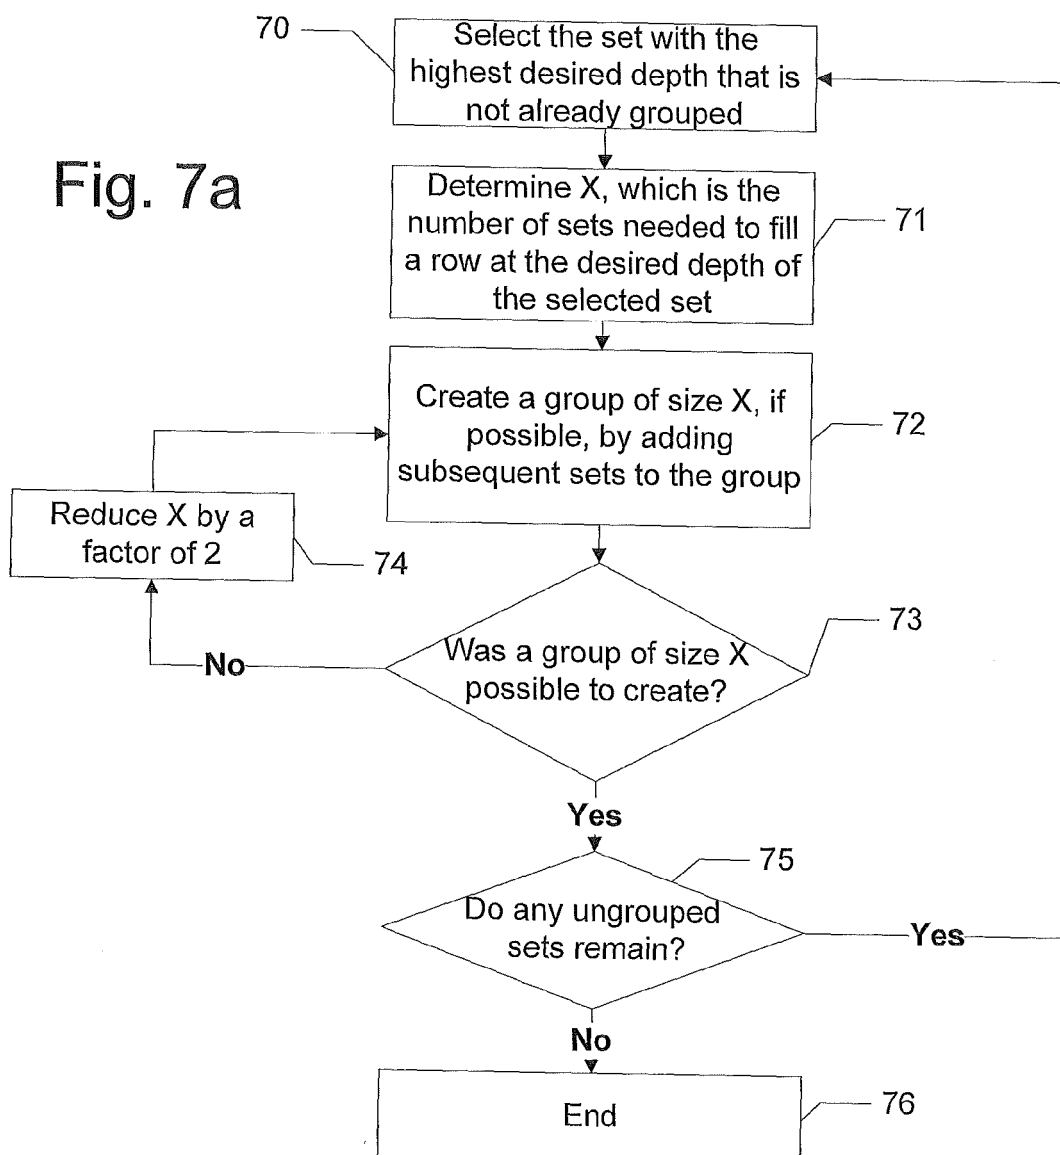 70
Select the set with the
highest desired depth that is
not already grouped
Fig. 7a
Determine X, which is the
number of sets needed to fill
a row at the desired depth of
the selected set
71
Create a group of size X, if
possible, by adding
subsequent sets to the group
72
Reduce X by a
factor of 2
74
73
Was a group of size X
possible to create?
No
Yes
75
Do any ungrouped
sets remain?
Yes
No
End
76